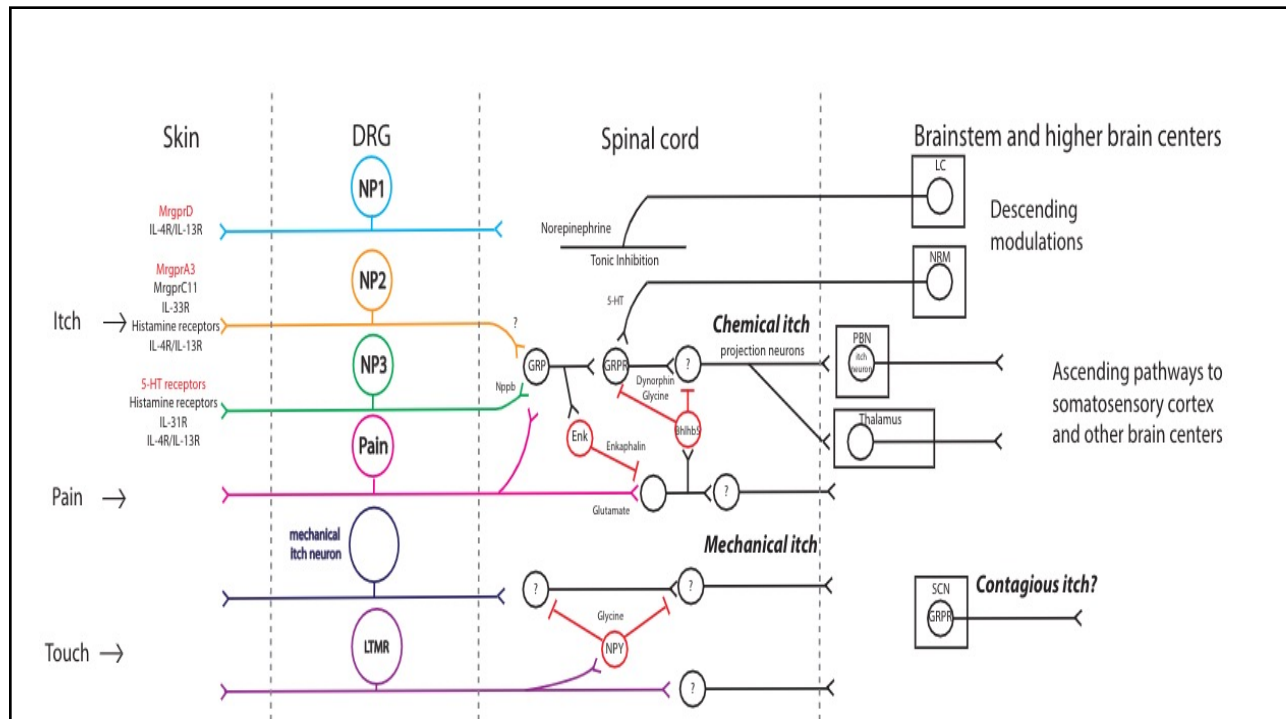 Skin
DRG
Spinal cord
Brainstem and higher brain centers
NP1
MrgprD
IL-4R/IL-13R
LC
Descending
modulations
Norepinephrine
Tonic Inhibition
NP2
MrgprA3
MrgprC11
IL-33R
Histamine receptors
IL-4R/IL-13R
Itch
NRM
5-HT
?
Chemical itch
projection neurons
NP3
Nppb
GRP
GRPR
?
PBN
itch
neuron
Ascending pathways to
somatosensory cortex
and other brain centers
5-HT receptors
Histamine receptors
IL-31R
IL-4R/IL-13R
Dynorphin
Glycine
Bhlhb5
Thalamus
Pain
Enk
Enkaphalin
Pain
Glutamate
?
mechanical
itch neuron
Mechanical itch
?
?
Glycine
NPY
SCN
GRPR
Contagious itch?
Touch
LTMR
?